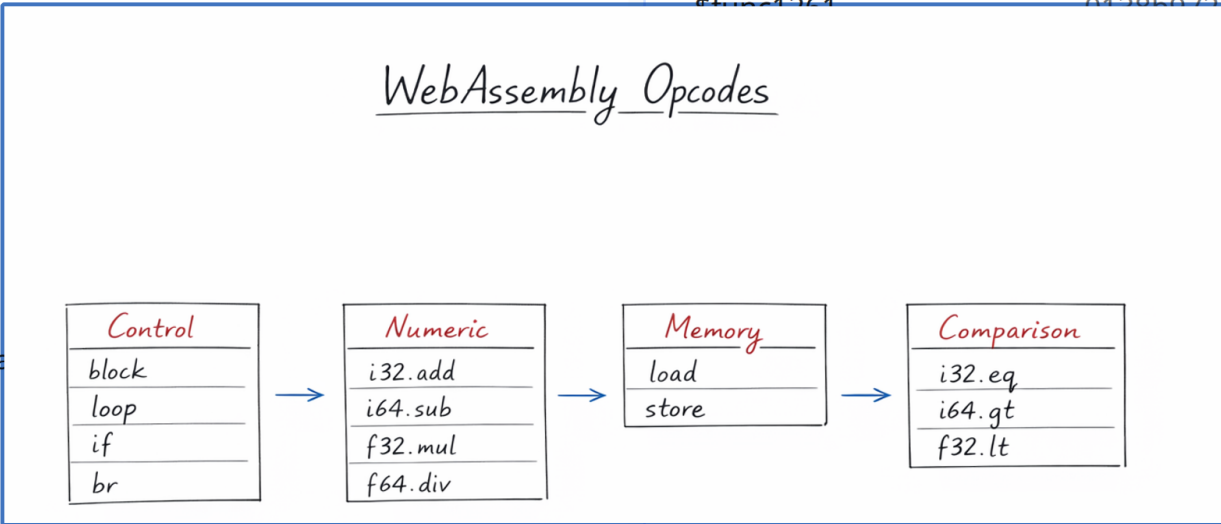 WebAssembly Opcodes
Control
block
loop
if
br
Numeric
i32.add
i64.sub
f32.mul
f64.div
Memory
load
store
Comparison
i32.eq
i64.gt
f32.lt